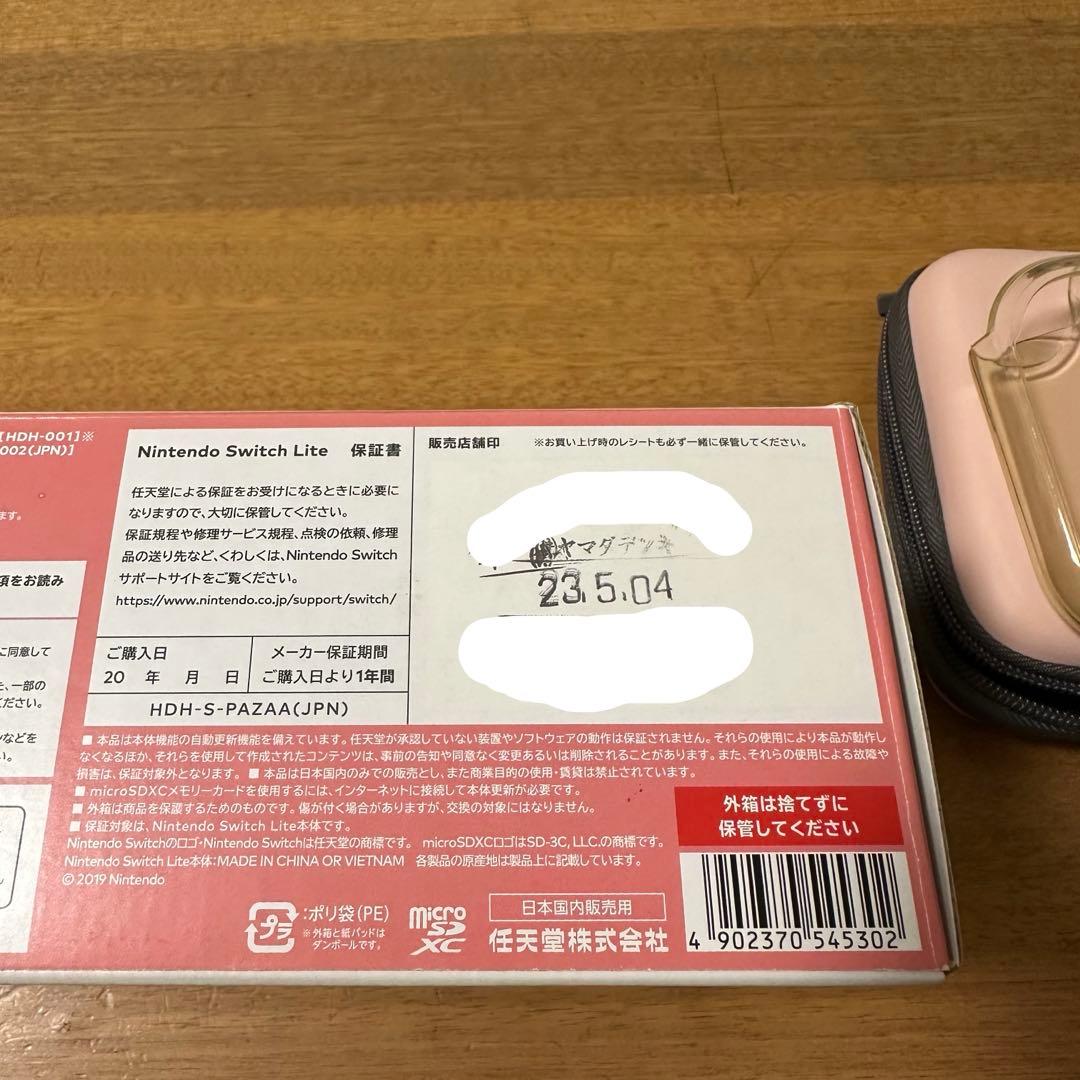 [HDH-001]※
002(JPN)]
ます。
項をお読み
に同意して
た、一部の
ください。
ンなどを
い。
Nintendo Switch Lite 保証書
任天堂による保証をお受けになるときに必要に
なりますので、大切に保管してください。
保証規程や修理サービス規程、点検の依頼、修理
品の送り先など、くわしくは、Nintendo Switch
サポートサイトをご覧ください。
https://www.nintendo.co.jp/support/switch/
ご購入日
20 年 月 日
メーカー保証期間
ご購入日より1年間
HDH-S-PAZAA(JPN)
販売店舗印 ※お買い上げ時のレシートも必ず一緒に保管してください。
ヤマダデンキ
23.5.04
■ 本品は本体機能の自動更新機能を備えています。任天堂が承認していない装置やソフトウェアの動作は保証されません。それらの使用により本品が動作し
なくなるほか、それらを使用して作成されたコンテンツは、事前の告知や同意なく変更あるいは削除されることがあります。また、それらの使用による故障や
損害は、保証対象外となります。 ■ 本品は日本国内のみでの販売とし、また商業目的の使用・賃貸は禁止されています。
■ microSDXCメモリーカードを使用するには、インターネットに接続して本体更新が必要です。
■ 外箱は商品を保護するためのものです。傷が付く場合がありますが、交換の対象にはなりません。
■ 保証対象は、Nintendo Switch Lite本体です。
Nintendo Switchのロゴ・Nintendo Switchは任天堂の商標です。 microSDXCロゴはSD-3C, LLC.の商標です。
Nintendo Switch Lite本体：MADE IN CHINA OR VIETNAM 各製品の原産地は製品上に記載しています。
© 2019 Nintendo
外箱は捨てずに
保管してください
プラ
:ポリ袋(PE)
※外箱と紙パッドは
ダンボールです。
micro SD XC
日本国内販売用
任天堂株式会社
4 902370 545302